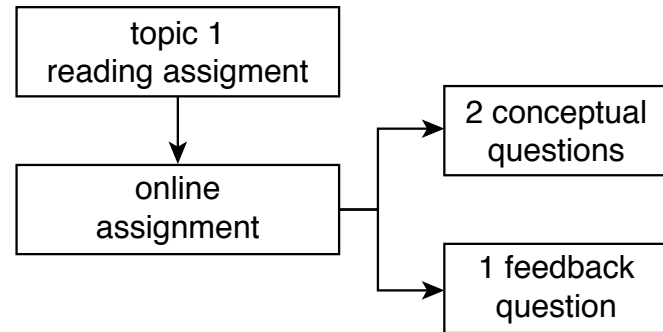 topic 1
reading assigment
online
assignment
2 conceptual
questions
1 feedback
question